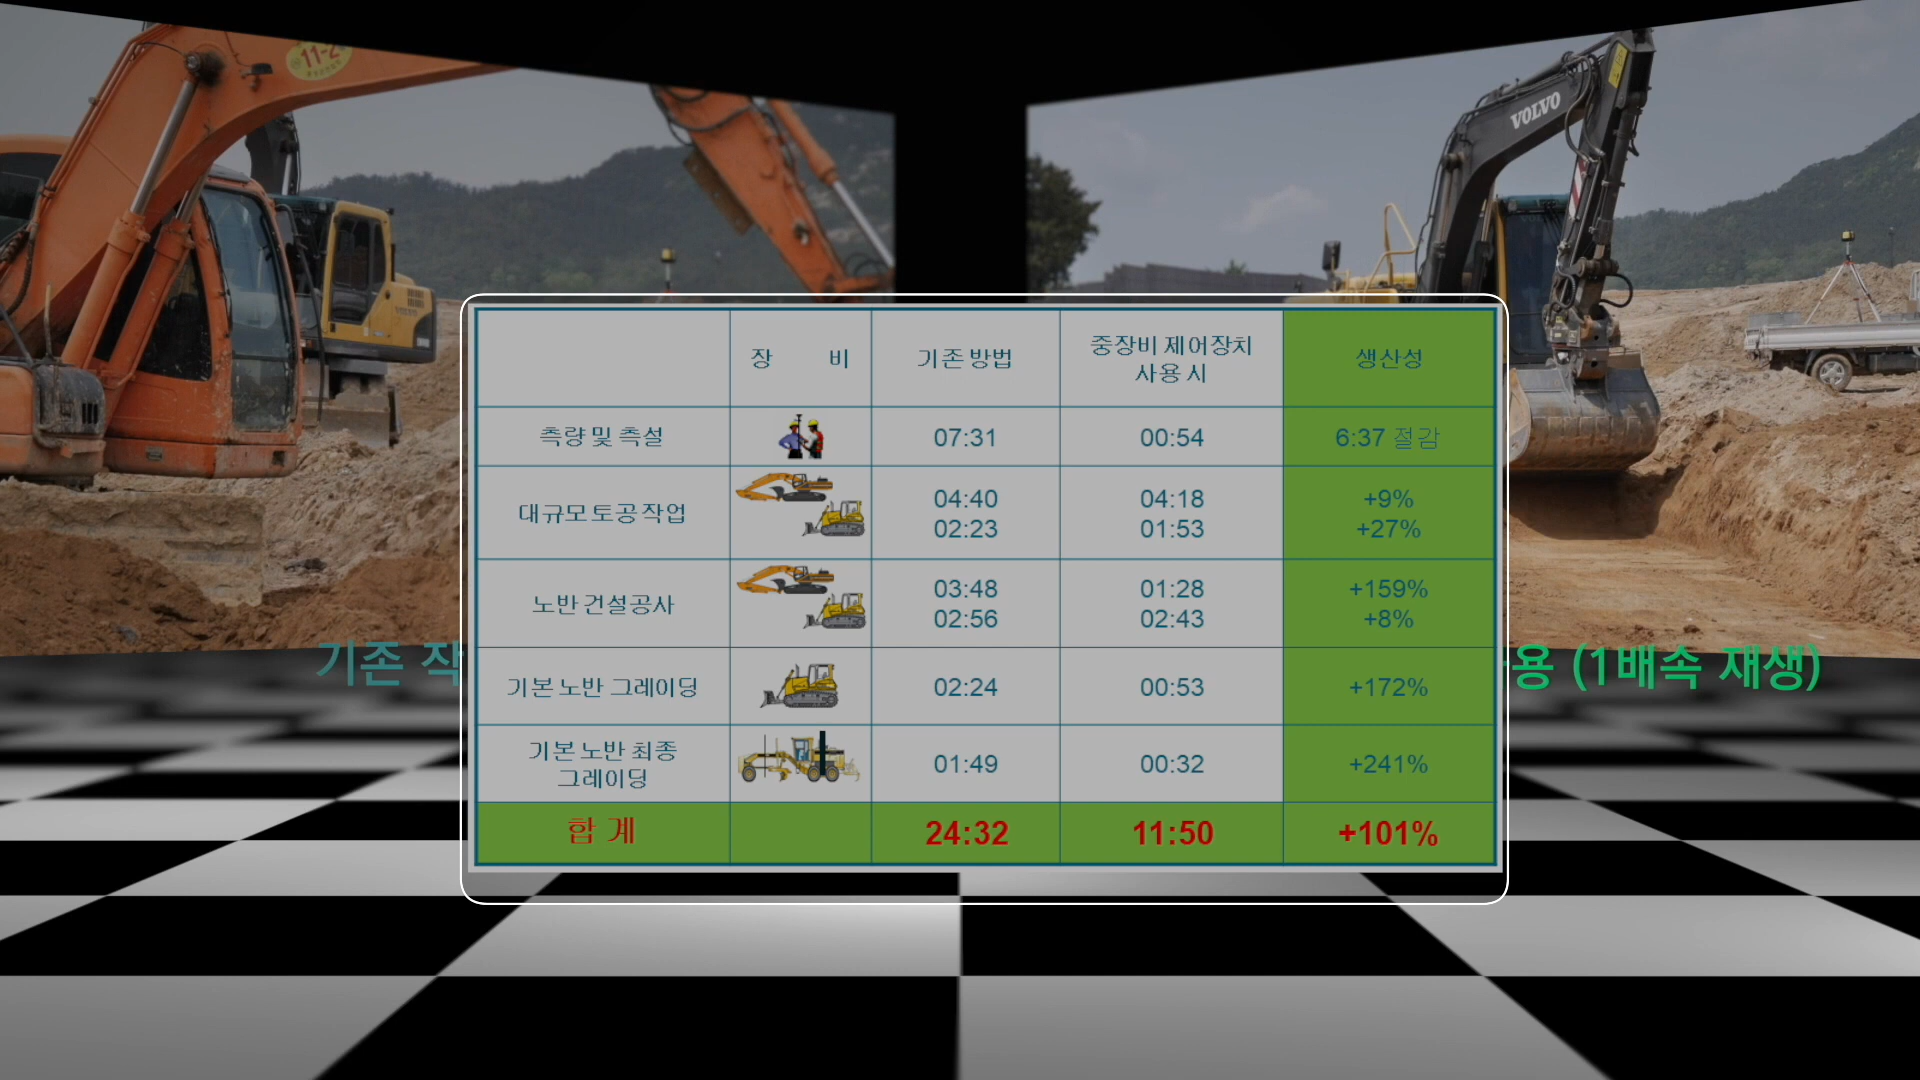 11-2
VOLVO
VOLVO
장 비
기존 방법
중장비 제어장치
사용 시
생산성
측량 및 측설
07:31
00:54
6:37 절감
대규모 토공작업
04:40
04:18
+9%
02:23
01:53
+27%
노반 건설공사
03:48
01:28
+159%
02:56
02:43
+8%
기본 노반 그레이딩
02:24
00:53
+172%
기본 노반 최종
그레이딩
01:49
00:32
+241%
합 계
24:32
11:50
+101%
기존 작
용 (1배속 재생)